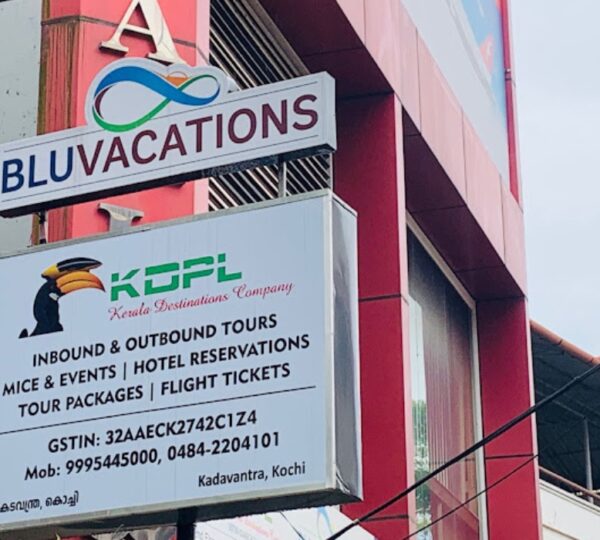 A
BLUVACATIONS
KDPL
Kerala Destinations Company
INBOUND & OUTBOUND TOURS
MICE & EVENTS | HOTEL RESERVATIONS
TOUR PACKAGES | FLIGHT TICKETS
GSTIN: 32AAECK2742C1Z4
Mob: 9995445000, 0484-2204101
Kadavantra, Kochi
കടവന്ത്ര, കൊച്ചി